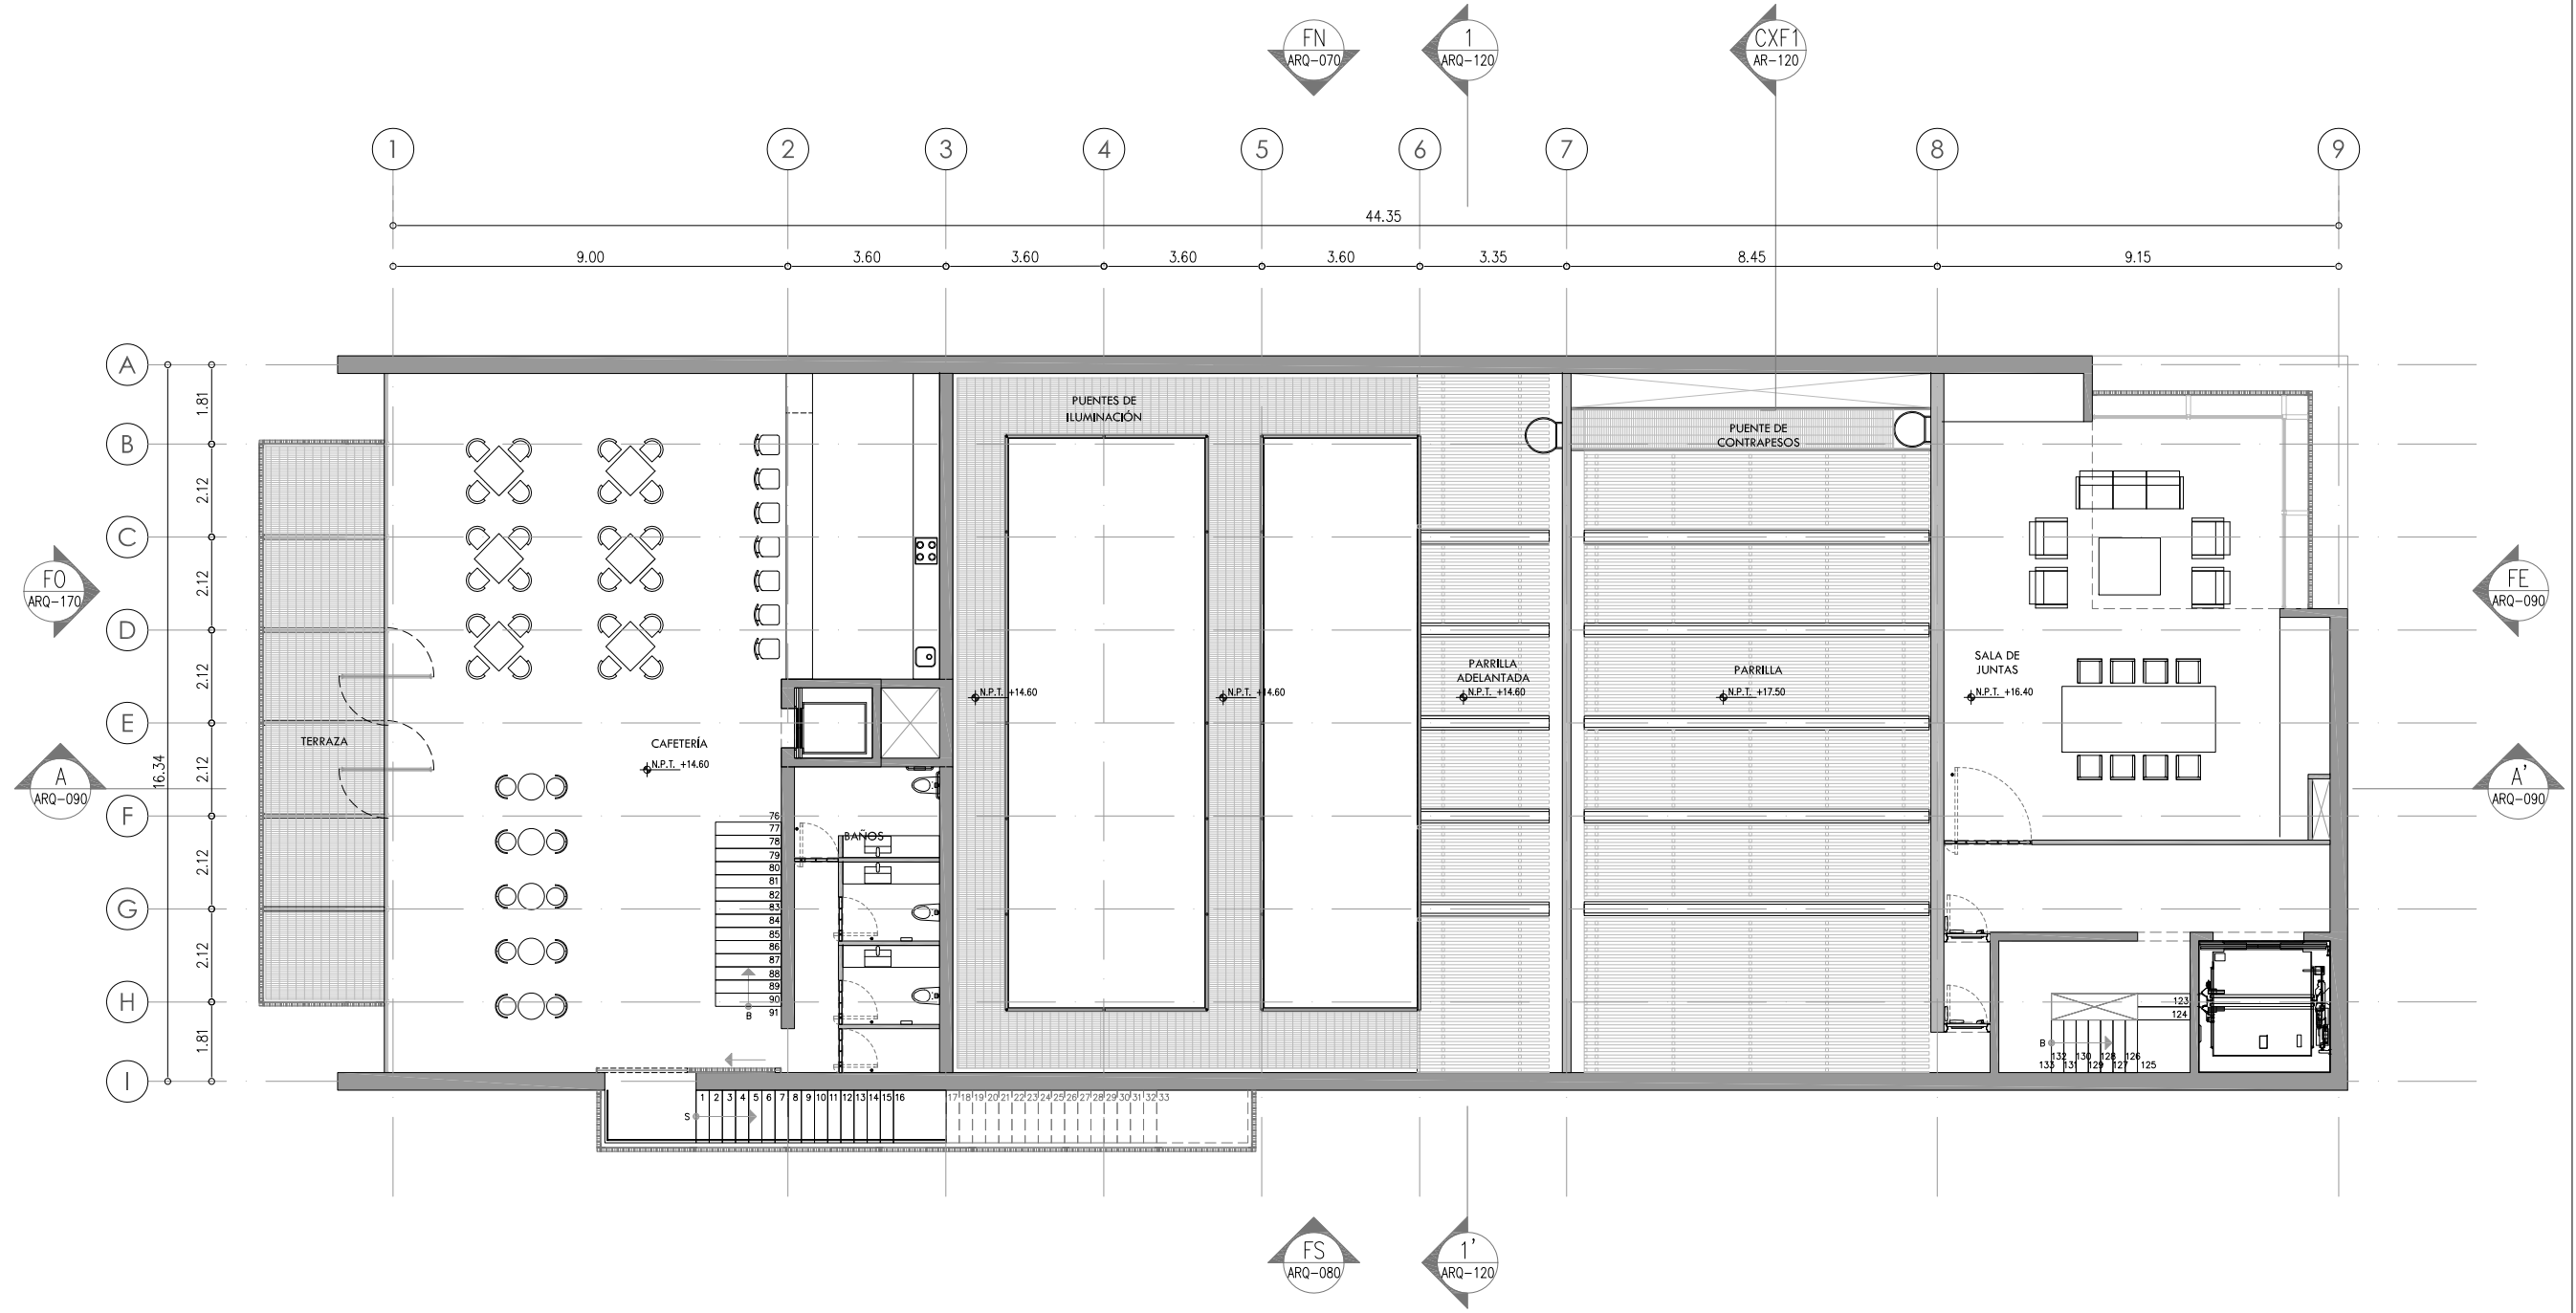 FN
ARQ-070
1
ARQ-120
CXF1
AR-120
1 2 3 4 5 6 7 8 9
44.35
9.00 3.60 3.60 3.60 3.60 3.35 8.45 9.15
A
B
C
D
E
F
G
H
I
1.81
2.12
2.12
2.12
2.12
2.12
2.12
1.81
16.34
FO
ARQ-170
A
ARQ-090
FE
ARQ-090
A'
ARQ-090
PUENTES DE
ILUMINACIÓN
PUENTE DE
CONTRAPESOS
TERRAZA
CAFETERÍA
N.P.T. +14.60
N.P.T. +14.60
N.P.T. +14.60
PARRILLA
ADELANTADA
N.P.T. +14.60
PARRILLA
N.P.T. +17.50
SALA DE
JUNTAS
N.P.T. +16.40
BAÑOS
76
77
78
79
80
81
82
83
84
85
86
87
88
89
90
91
B
123
124
B
132 130 128 126
133 131 129 127 125
S
1 2 3 4 5 6 7 8 9 10 11 12 13 14 15 16
17 18 19 20 21 22 23 24 25 26 27 28 29 30 31 32 33
FS
ARQ-080
1'
ARQ-120